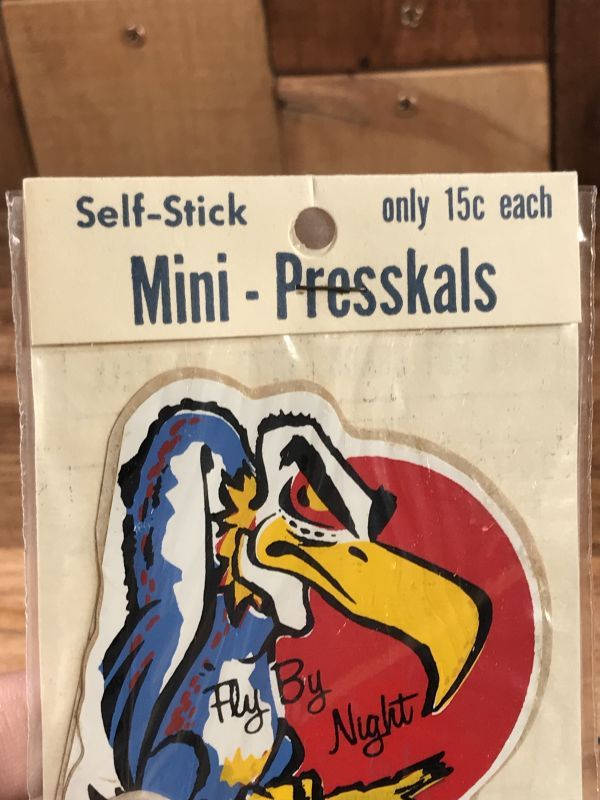 Self-Stick only 15c each
Mini - Presskals
Fly By
Night